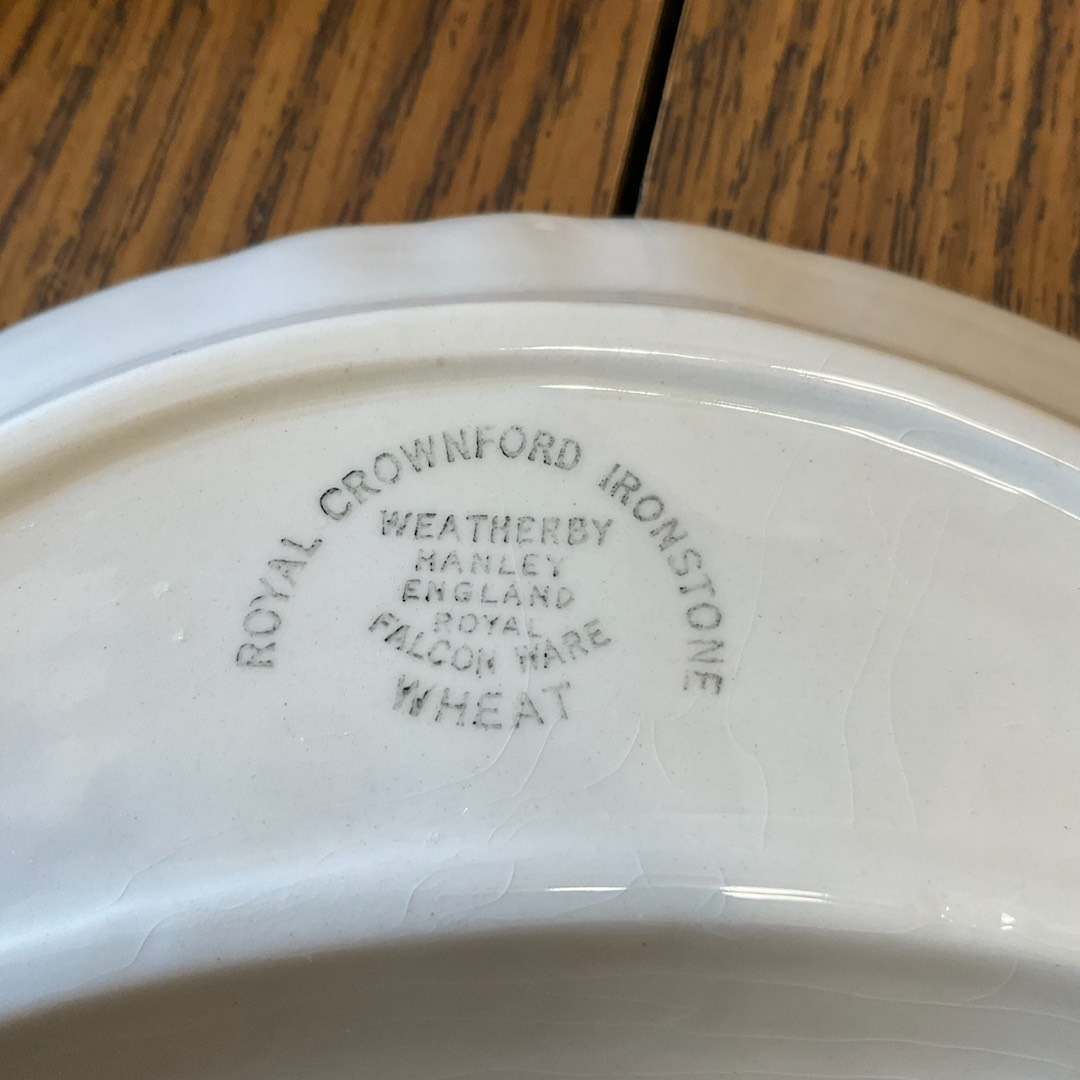 ROYAL CROWNFORD IRONSTONE
WEATHERBY
HANLEY
ENGLAND
ROYAL
FALCON WARE
WHEAT